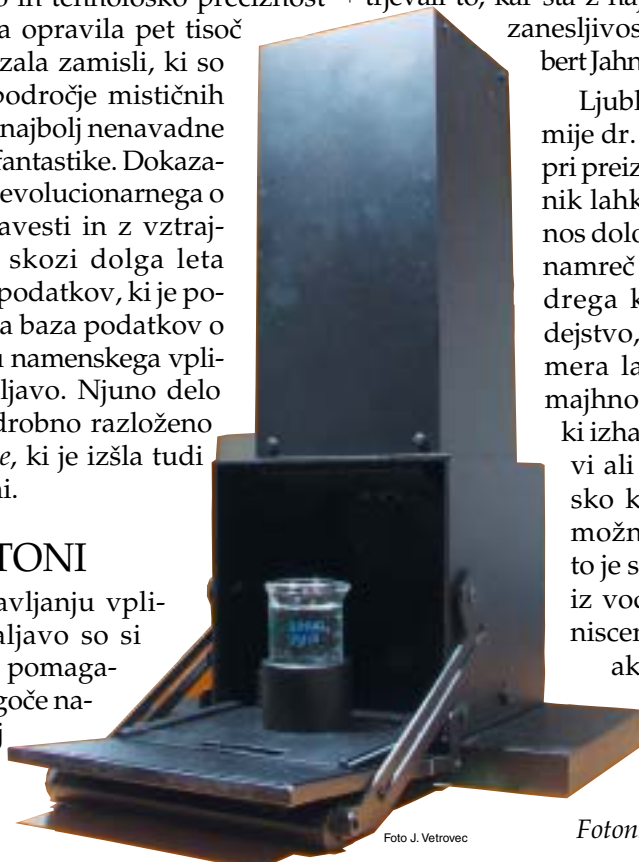 o in tehnološko preciznost
a opravila pet tisoč
zala zamisli, ki so
področje mističnih
najbolj nenavadne
fantastike. Dokaza-
evolucionarnega o
avesti in z vztraj-
skozi dolga leta
podatkov, ki je po-
a baza podatkov o
u namenskega vpli-
ljavo. Njuno delo
drobno razloženo
e, ki je izšla tudi
ni.
TONI
avljanju vpli-
aljavo so si
pomaga-
goče na-
j
trjevali to, kar sta z naj
zanesljivos
bert Jahn
Ljubl
mije dr.
pri preiz
nik lahk
nos dolo
namreč
drega k
dejstvo,
mera la
majhno
ki izha
vi ali
sko k
možn
to je s
iz vod
niscen
ak
Foto J. Vetrovec
Foton